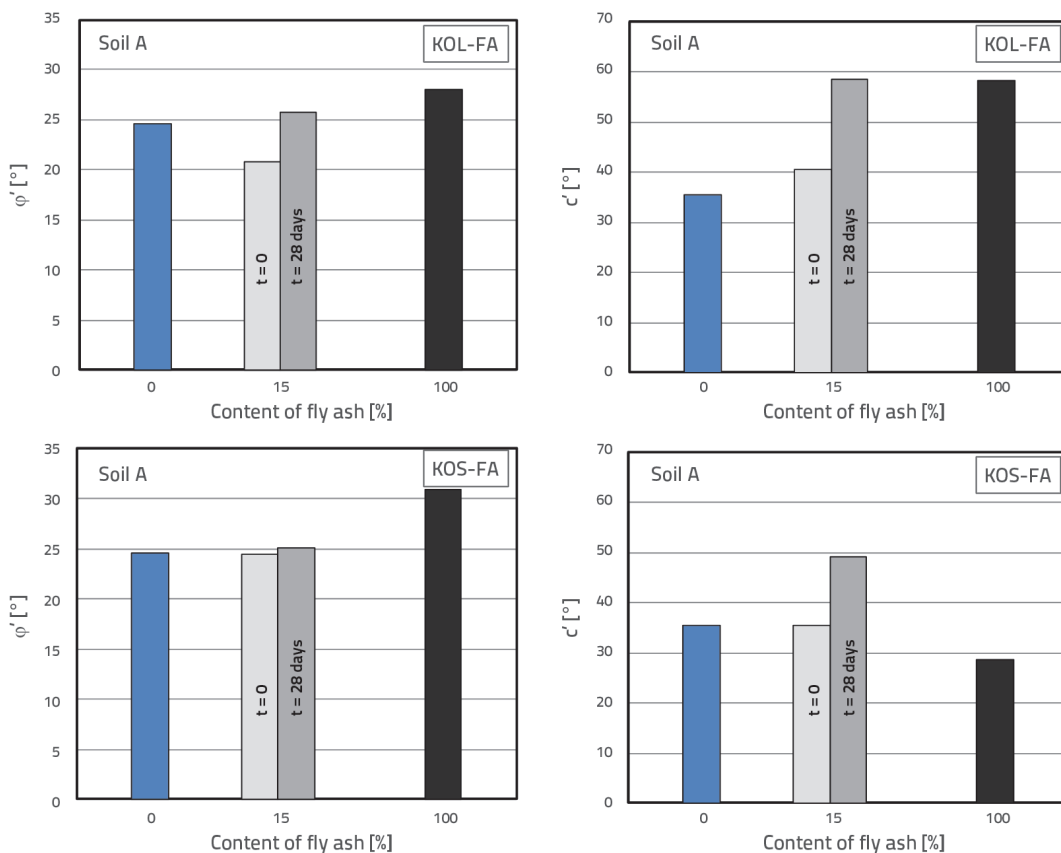 Soil A
KOL-FA
φ' [°]
35
30
25
20
15
10
5
0
t = 0
t = 28 days
0
15
100
Content of fly ash [%]
Soil A
KOL-FA
c' [°]
70
60
50
40
30
20
10
0
t = 0
t = 28 days
0
15
100
Content of fly ash [%]
Soil A
KOS-FA
φ' [°]
35
30
25
20
15
10
5
0
t = 0
t = 28 days
0
15
100
Content of fly ash [%]
Soil A
KOS-FA
c' [°]
70
60
50
40
30
20
10
0
t = 0
t = 28 days
0
15
100
Content of fly ash [%]